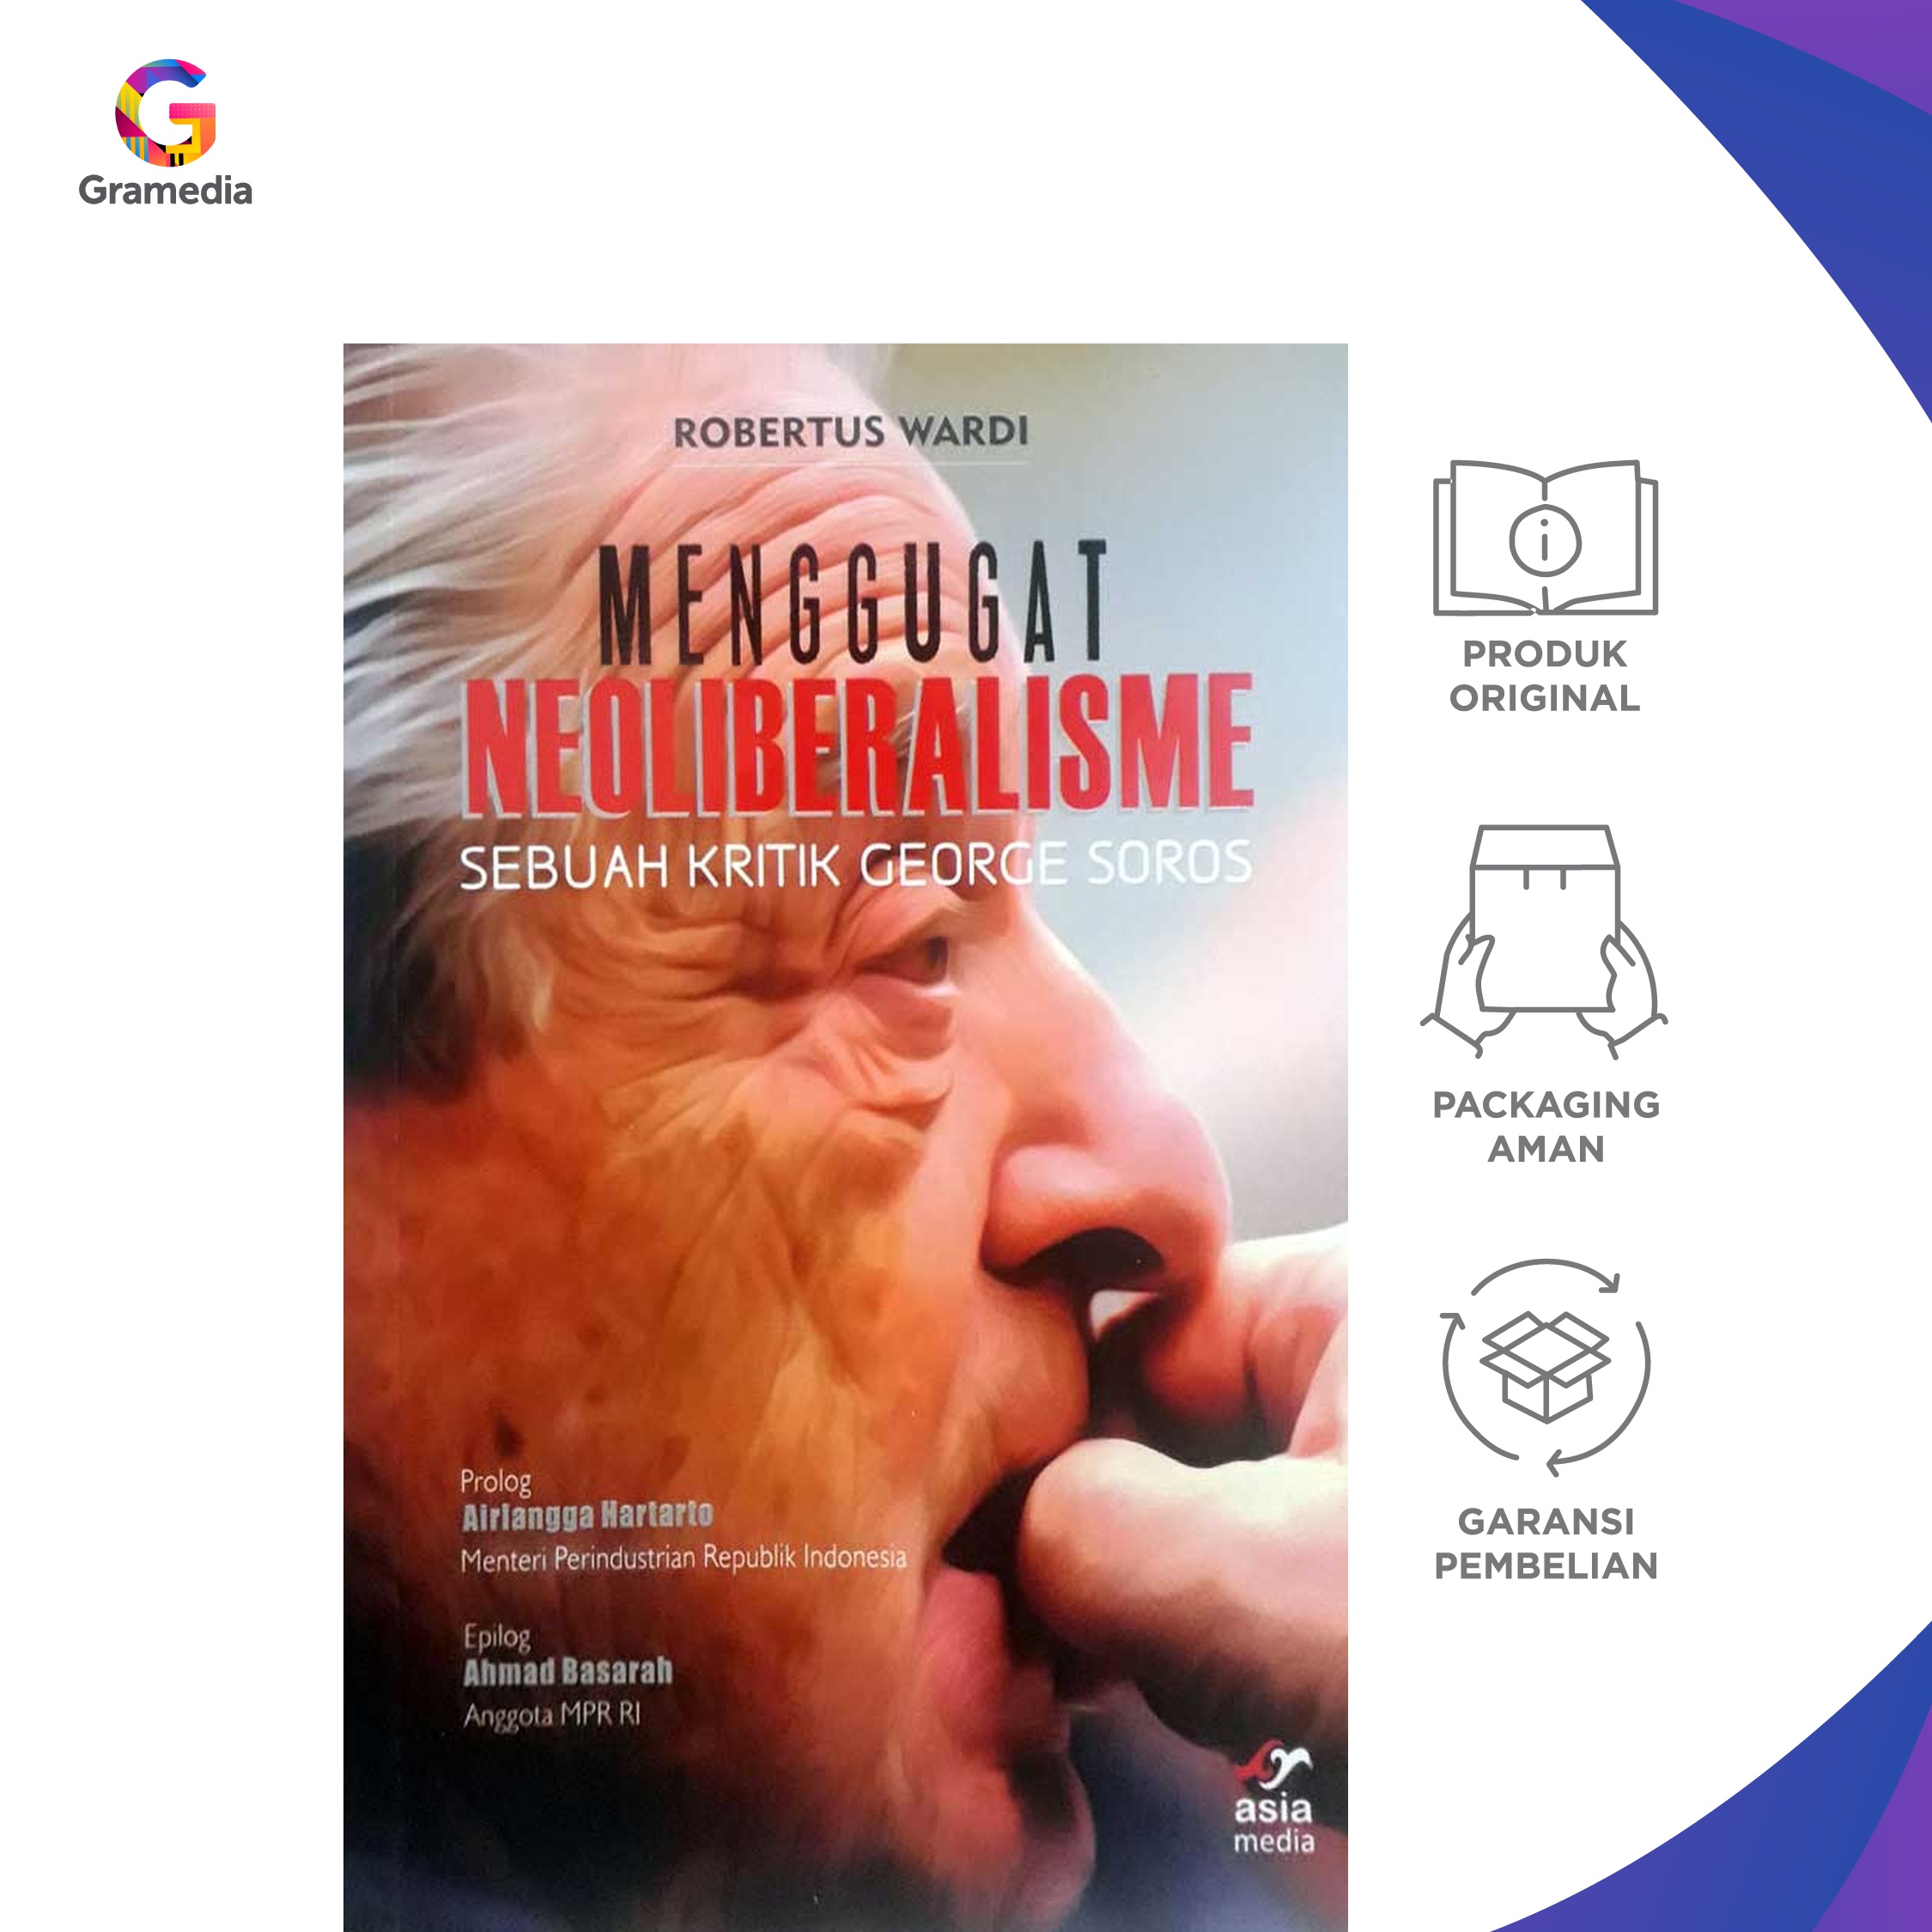 Gramedia
ROBERTUS WARDI
MENGGUGAT
NEOLIBERALISME
SEBUAH KRITIK GEORGE SOROS
Prolog
Airlangga Hartarto
Menteri Perindustrian Republik Indonesia
Epilog
Ahmad Basarah
Anggota MPR RI
asia
media
PRODUK
ORIGINAL
PACKAGING
AMAN
GARANSI
PEMBELIAN